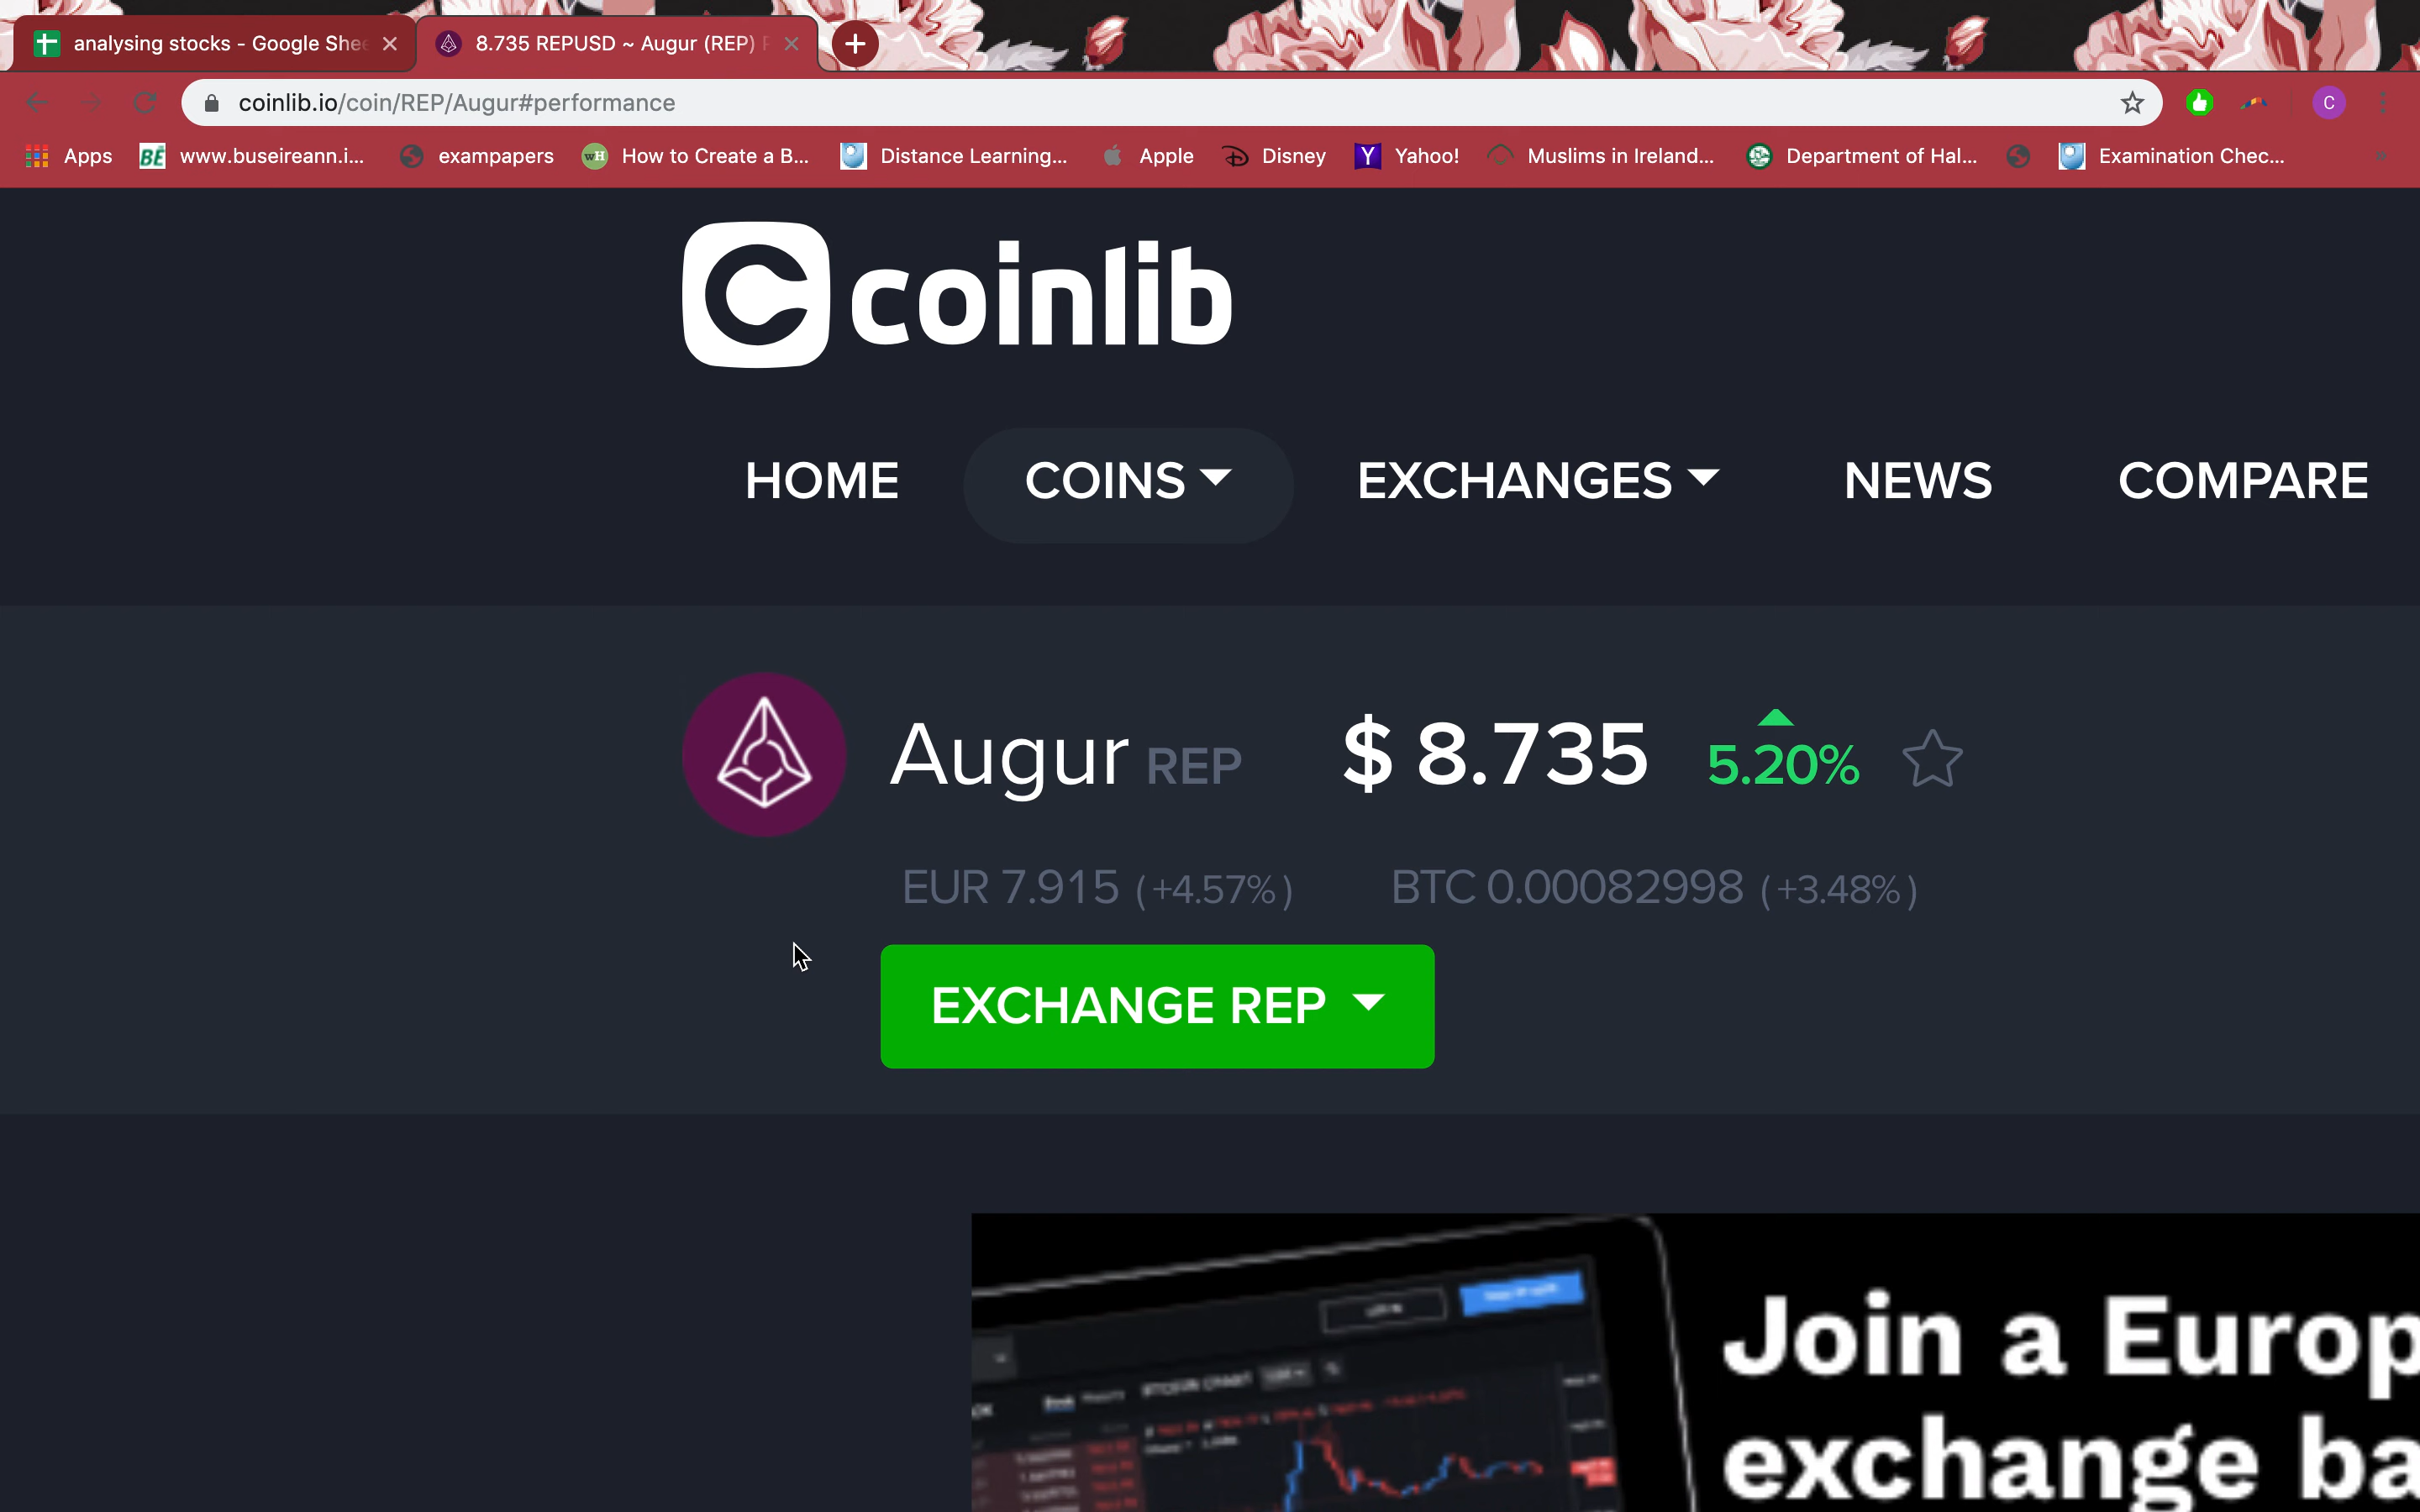 analysing stocks - Google She
8.735 REPUSD ~ Augur (REP)
coinlib.io/coin/REP/Augur#performance
C
Apps
BÉ www.buseireann.i...
exampapers
wH How to Create a B...
Distance Learning...
Apple
Disney
Y Yahoo!
Muslims in Ireland...
Department of Hal...
Examination Chec...
coinlib
HOME COINS EXCHANGES NEWS COMPARE
Augur REP $ 8.735 5.20%
EUR 7.915 (+4.57%) BTC 0.00082998 (+3.48%)
EXCHANGE REP
Join a Europ
exchange ba